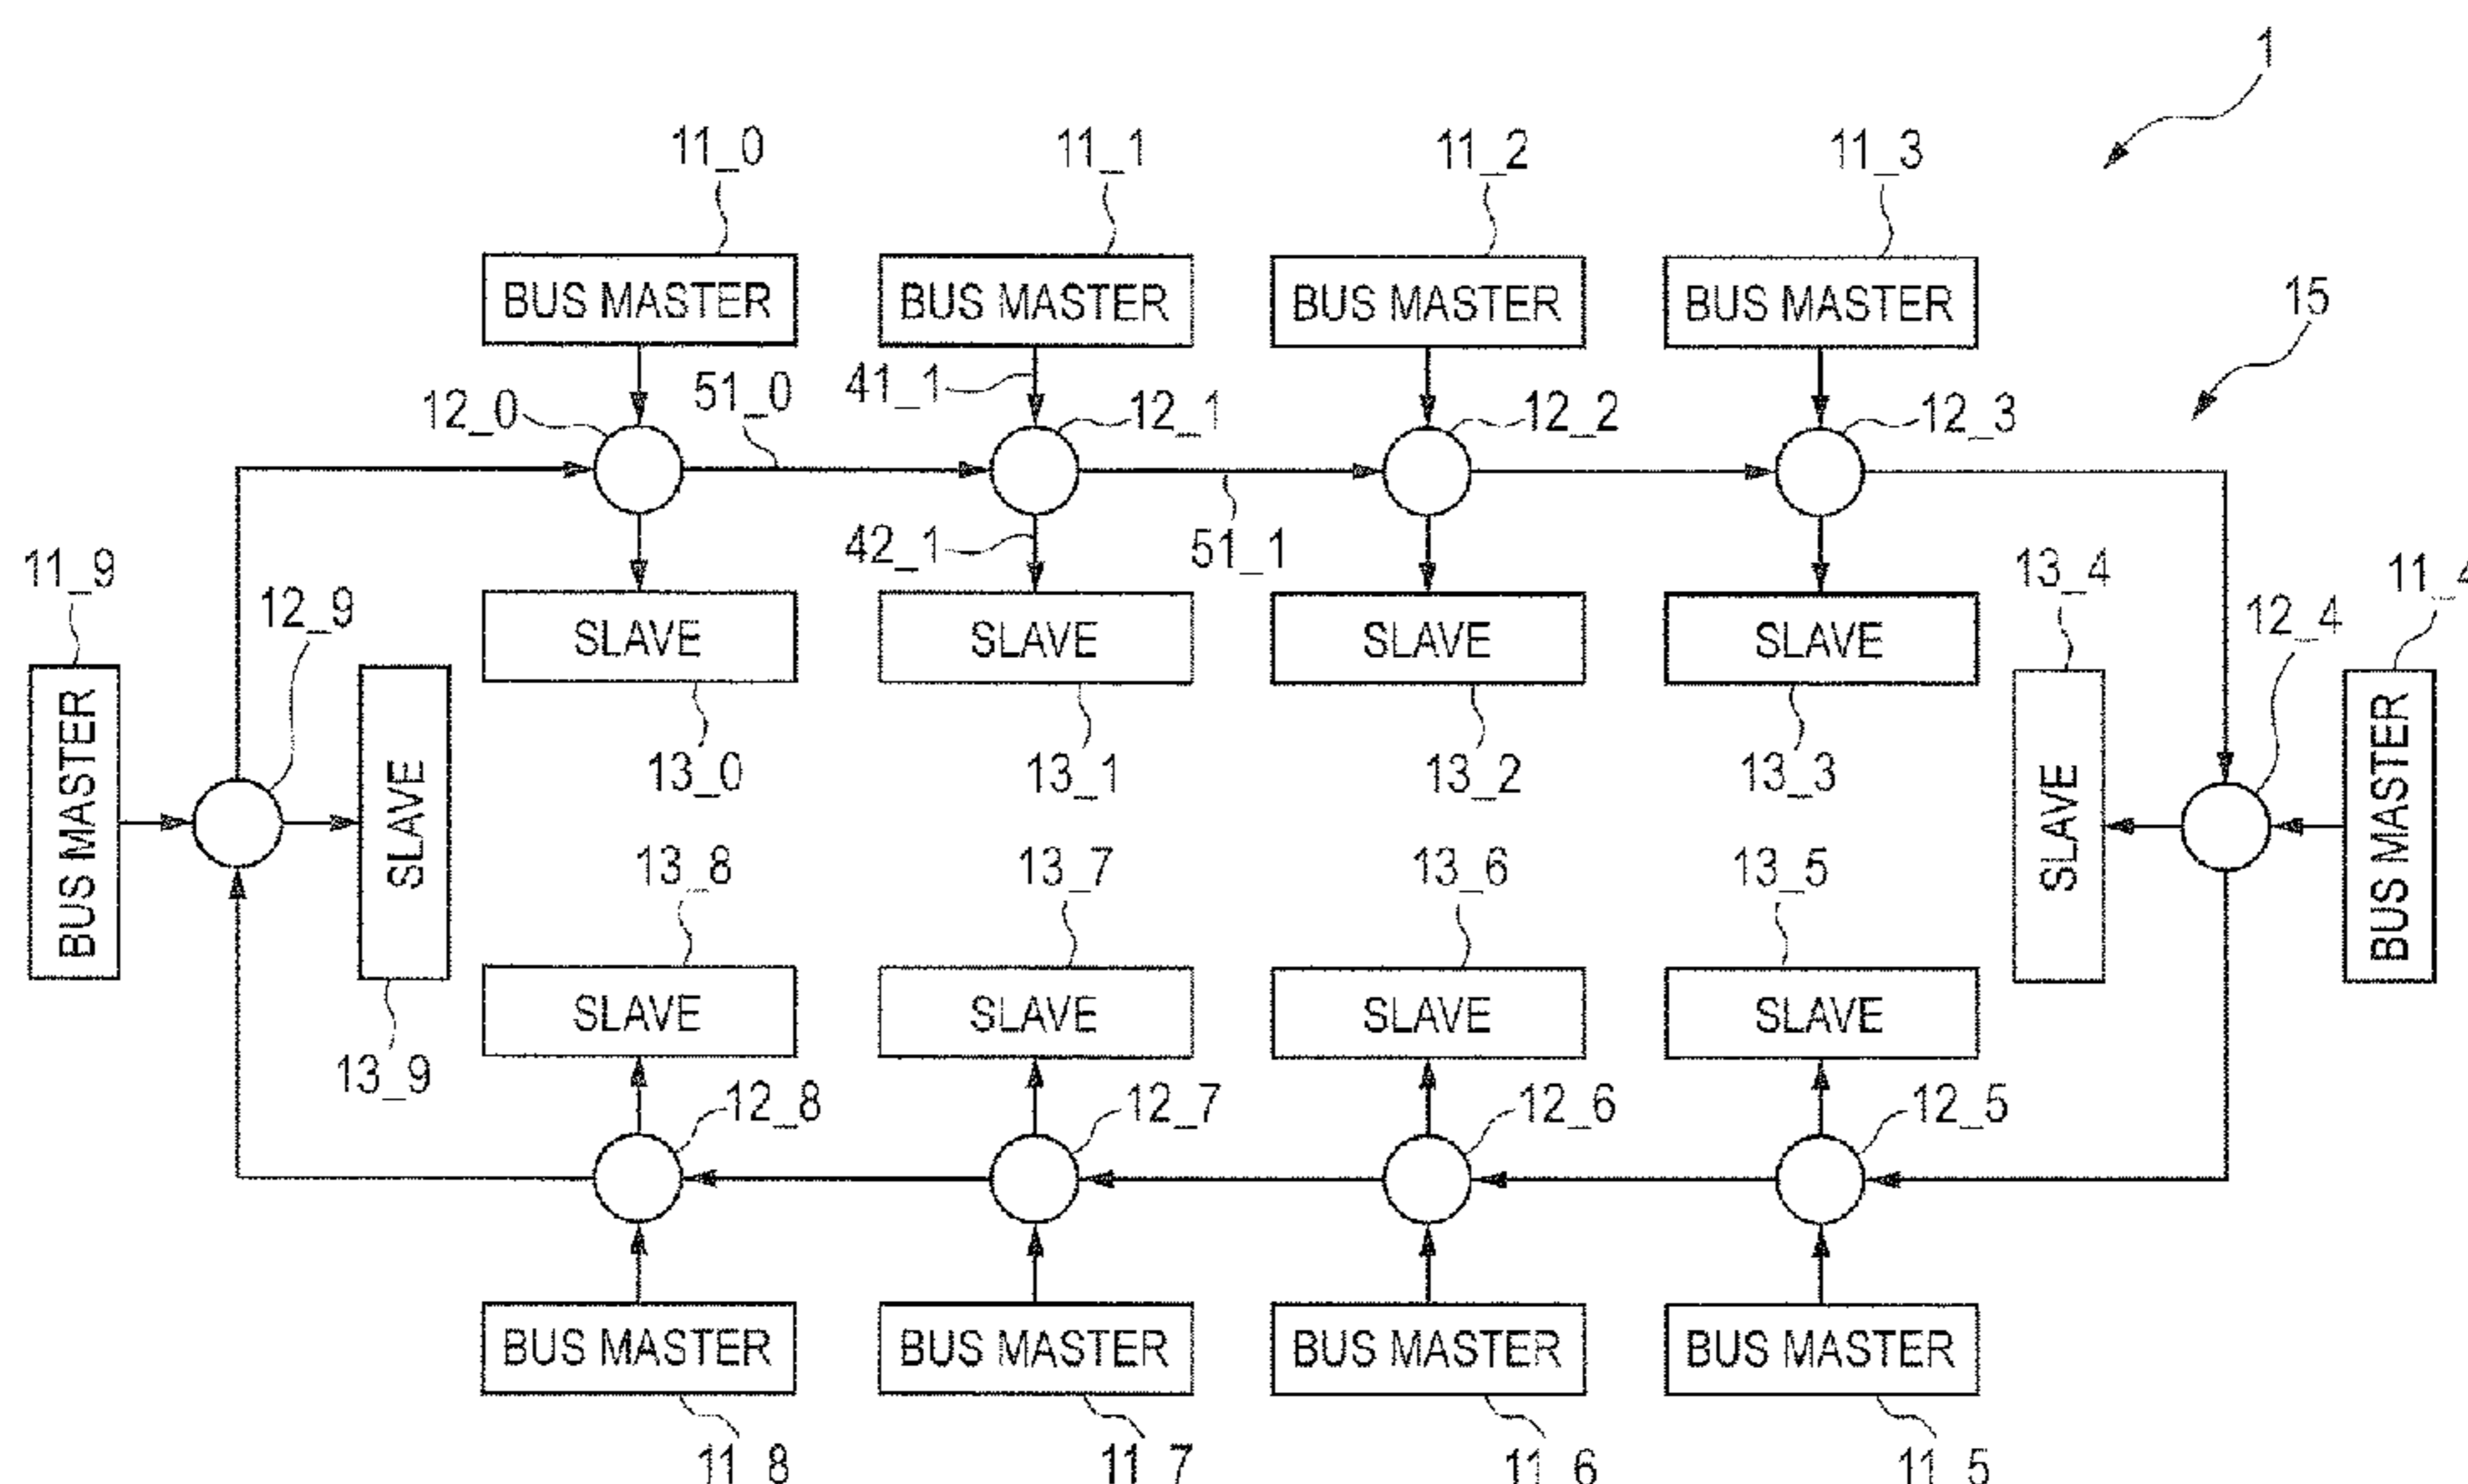 1
11_0 11_1 11_2 11_3
15
BUS MASTER BUS MASTER BUS MASTER BUS MASTER
12_0 51_0 41_1 12_1 12_2 12_3
42_1 51_1
11_9 12_9 13_4 11_4
SLAVE SLAVE SLAVE SLAVE
12_4
13_0 13_1 13_2 13_3
BUS MASTER SLAVE SLAVE BUS MASTER
13_8 13_7 13_6 13_5
SLAVE SLAVE SLAVE SLAVE
13_9 12_8 12_7 12_6 12_5
BUS MASTER BUS MASTER BUS MASTER BUS MASTER
11_8 11_7 11_6 11_5